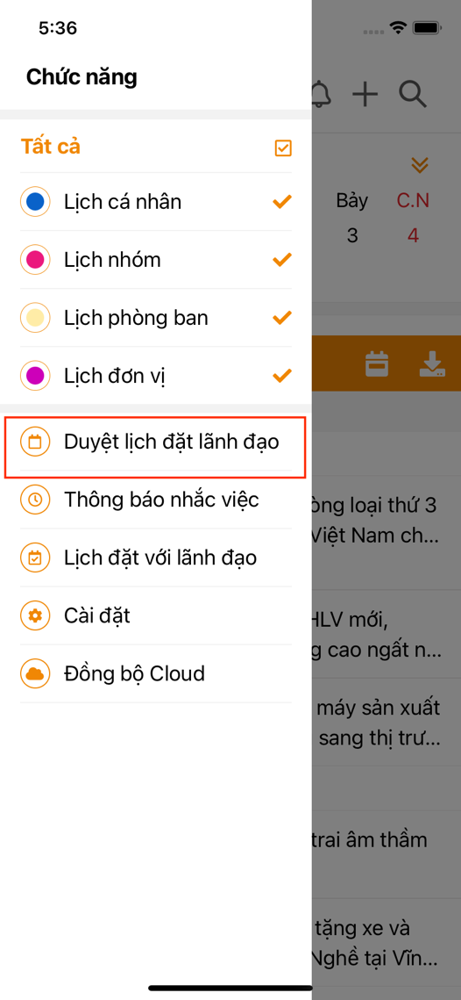 5:36
Chức năng
Tất cả
Lịch cá nhân
Lịch nhóm
Lịch phòng ban
Lịch đơn vị
Duyệt lịch đặt lãnh đạo
Thông báo nhắc việc
Lịch đặt với lãnh đạo
Cài đặt
Đồng bộ Cloud
Bảy C.N
3 4
loại thứ 3
Việt Nam ch...
HLV mới,
cao ngất n...
máy sản xuất
sang thị trư...
trai âm thầm
tặng xe và
Nghề tại Vĩn...